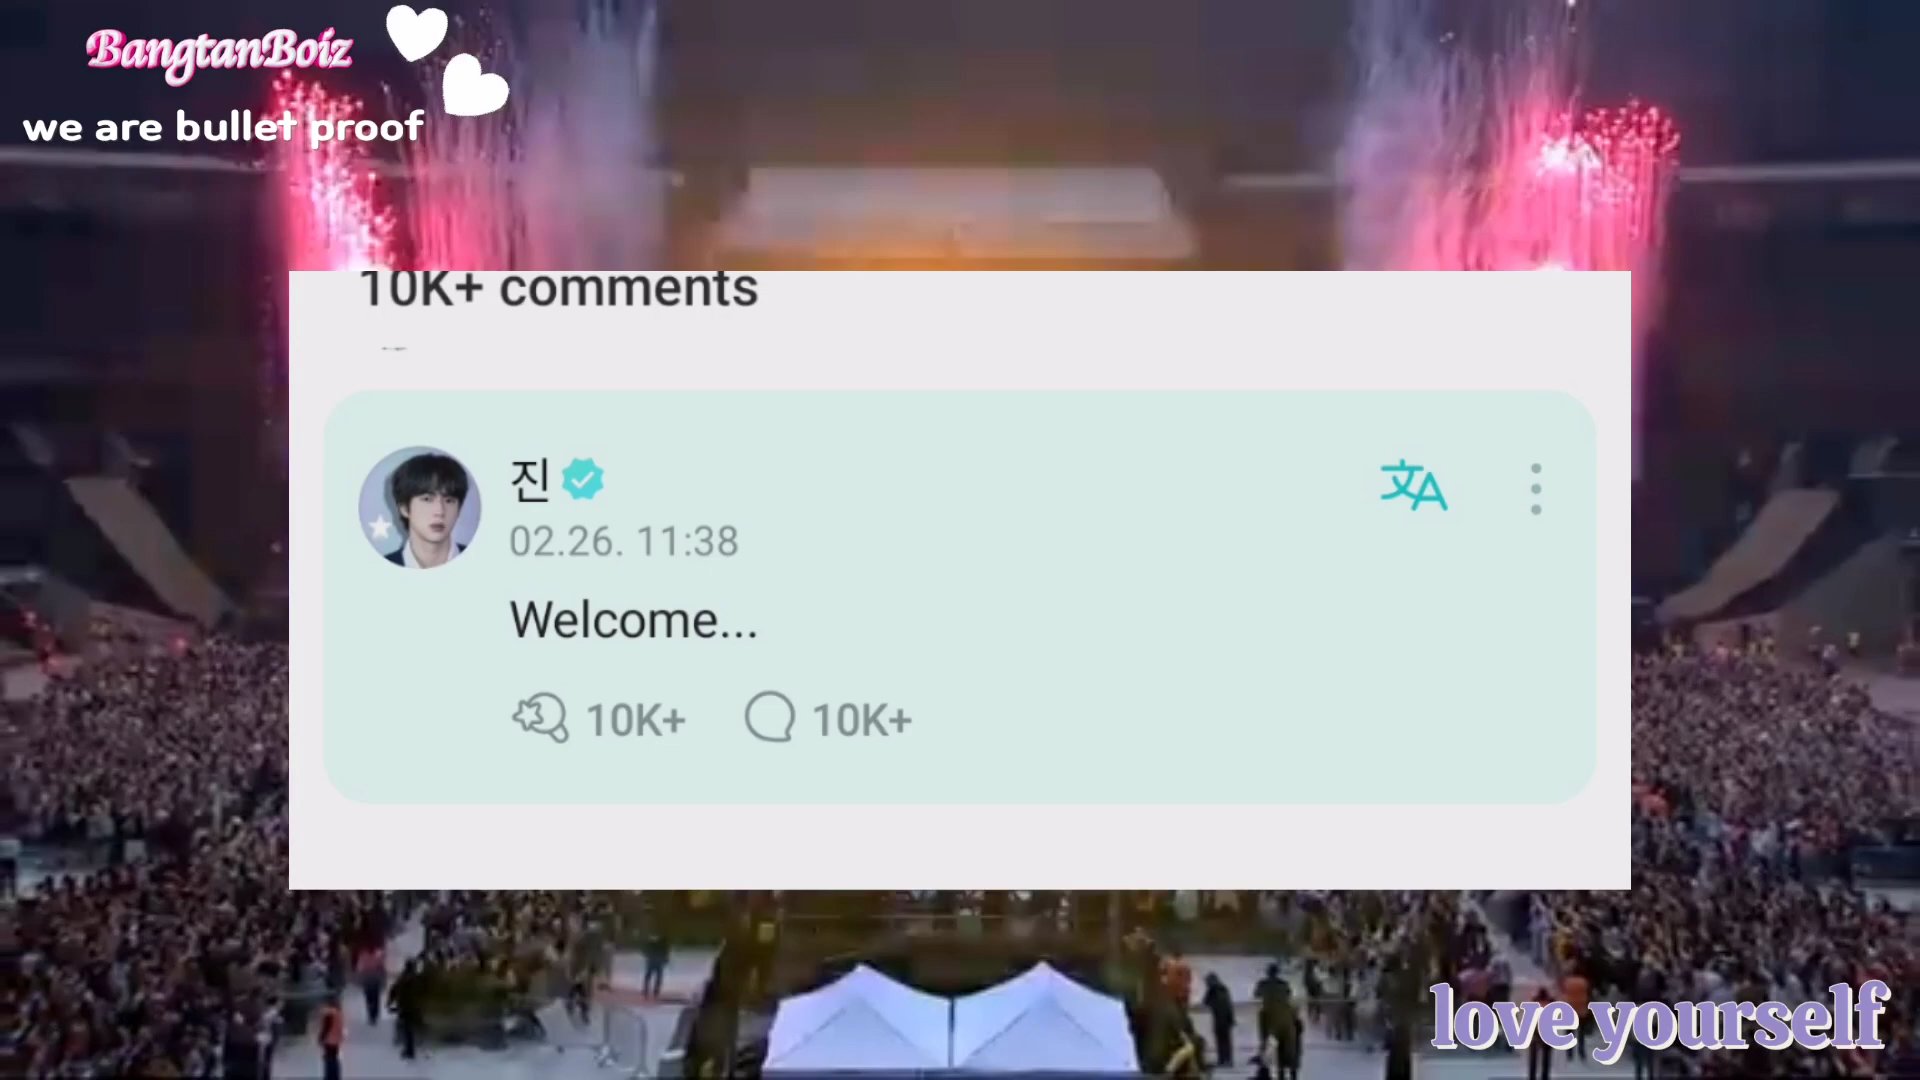 BangtanBoiz
we are bullet proof
10K+ comments
진
02.26. 11:38
Welcome...
10K+ 10K+
love yourself